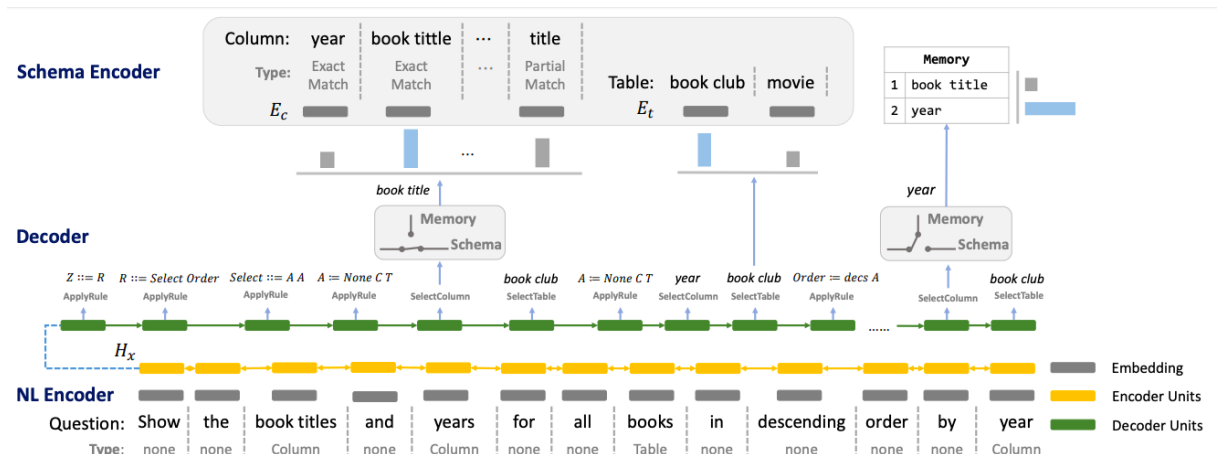 Schema Encoder
Column: year book tittle ... title
Type: Exact Match Exact Match ... Partial Match
E_c
Table: book club movie
E_t
Memory
1 book title
2 year
...
book title
year
Decoder
Memory
Schema
Memory
Schema
Z ::= R R ::= Select Order Select ::= A A A ≔ None C T book club A ≔ None C T year book club Order ≔ decs A book club
ApplyRule ApplyRule ApplyRule ApplyRule SelectColumn SelectTable ApplyRule SelectColumn SelectTable ApplyRule SelectColumn SelectTable
......
H_x
NL Encoder
Embedding
Encoder Units
Decoder Units
Question: Show the book titles and years for all books in descending order by year
Type: none none Column none Column none none Table none none none none Column